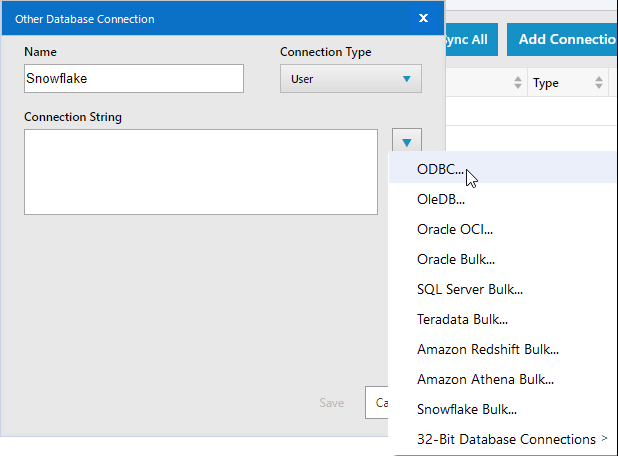 Other Database Connection x
Name
Connection Type
Snowflake
User
Connection String
Sync All
Add Connectio
Type
ODBC...
OleDB...
Oracle OCI...
Oracle Bulk...
SQL Server Bulk...
Teradata Bulk...
Amazon Redshift Bulk...
Amazon Athena Bulk...
Snowflake Bulk...
32-Bit Database Connections >
Save
Ca